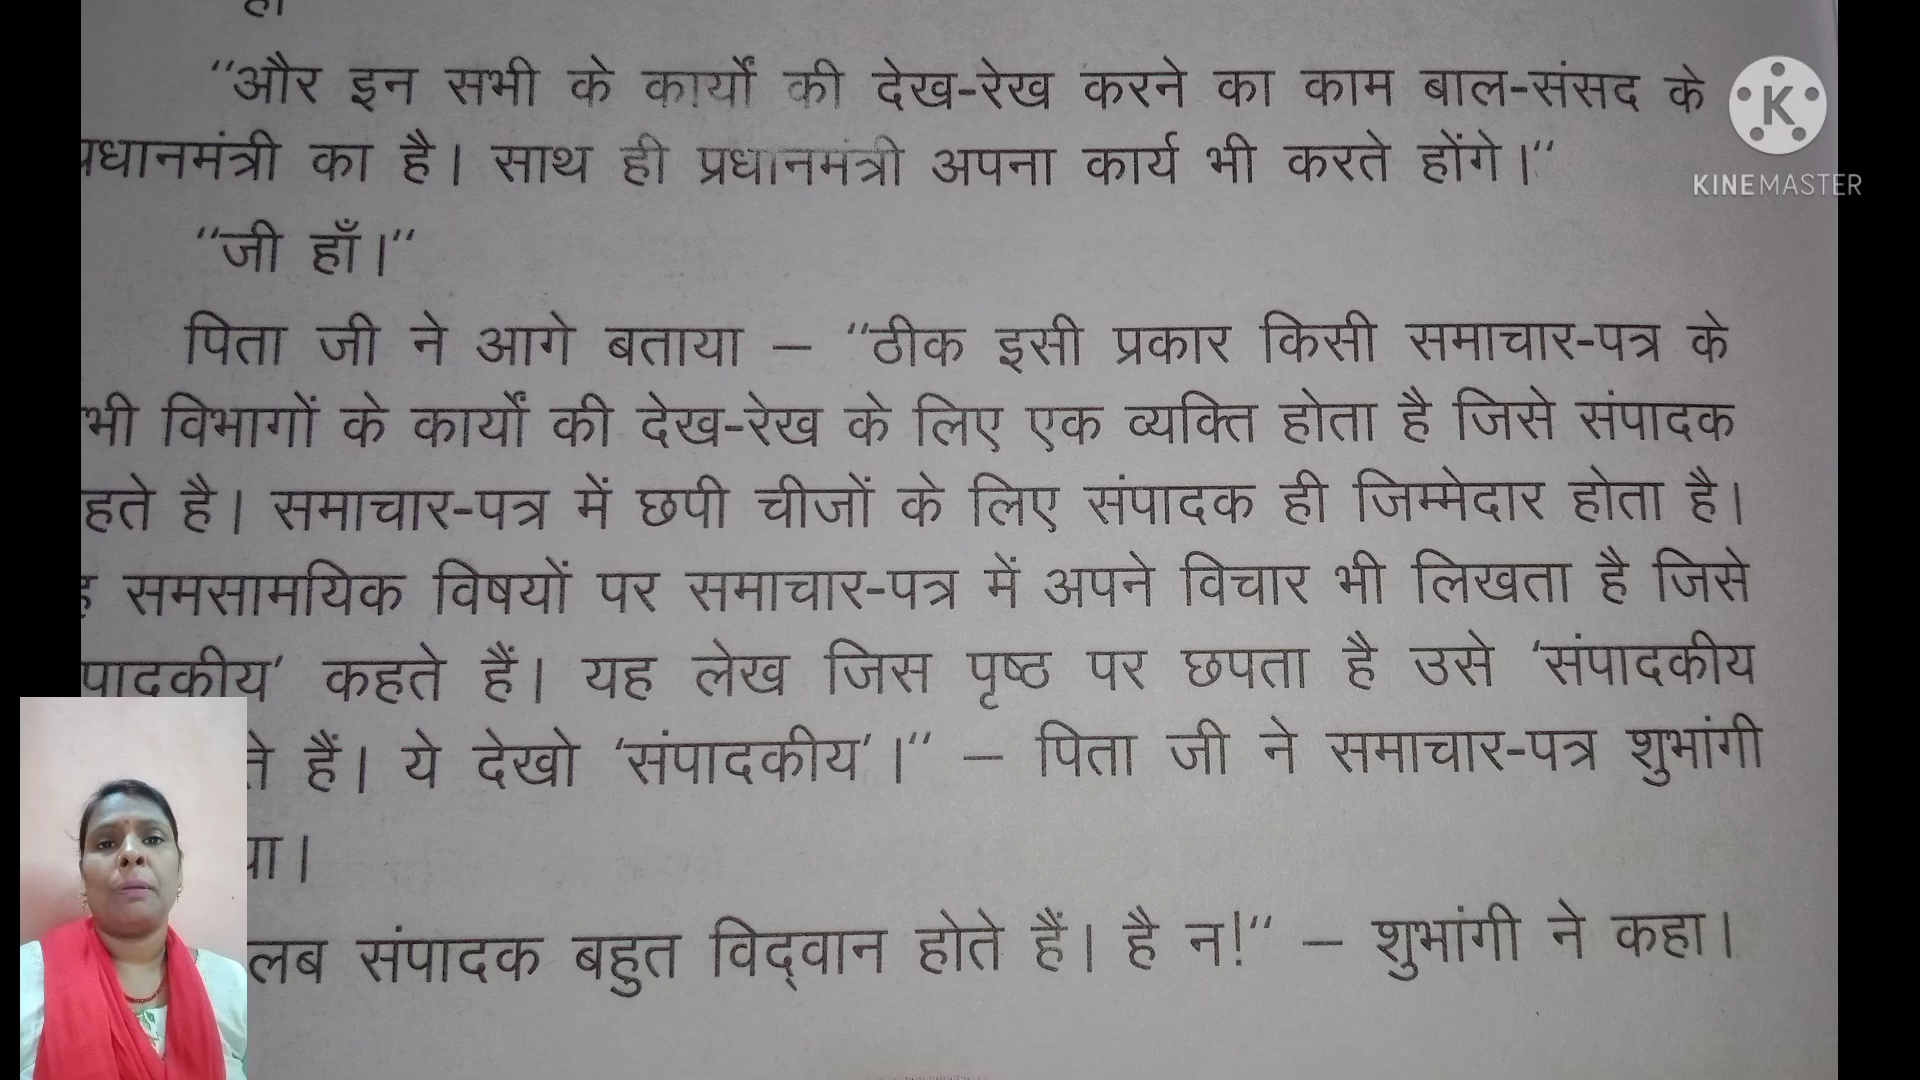 "और इन सभी के कार्यों की देख-रेख करने का काम बाल-संसद के
का है। साथ ही प्रधानमंत्री अपना कार्य भी करते होंगे।"
KINEMASTER
"जी हाँ।"
पिता जी ने आगे बताया – "ठीक इसी प्रकार किसी समाचार-पत्र के
भी विभागों के कार्यों की देख-रेख के लिए एक व्यक्ति होता है जिसे संपादक
हते है। समाचार-पत्र में छपी चीजों के लिए संपादक ही जिम्मेदार होता है।
समसामयिक विषयों पर समाचार-पत्र में अपने विचार भी लिखता है जिसे
पादकीय' कहते हैं। यह लेख जिस पृष्ठ पर छपता है उसे 'संपादकीय
ते हैं। ये देखो 'संपादकीय'।" – पिता जी ने समाचार-पत्र शुभांगी
लब संपादक बहुत विद्वान होते हैं। है न!" – शुभांगी ने कहा।